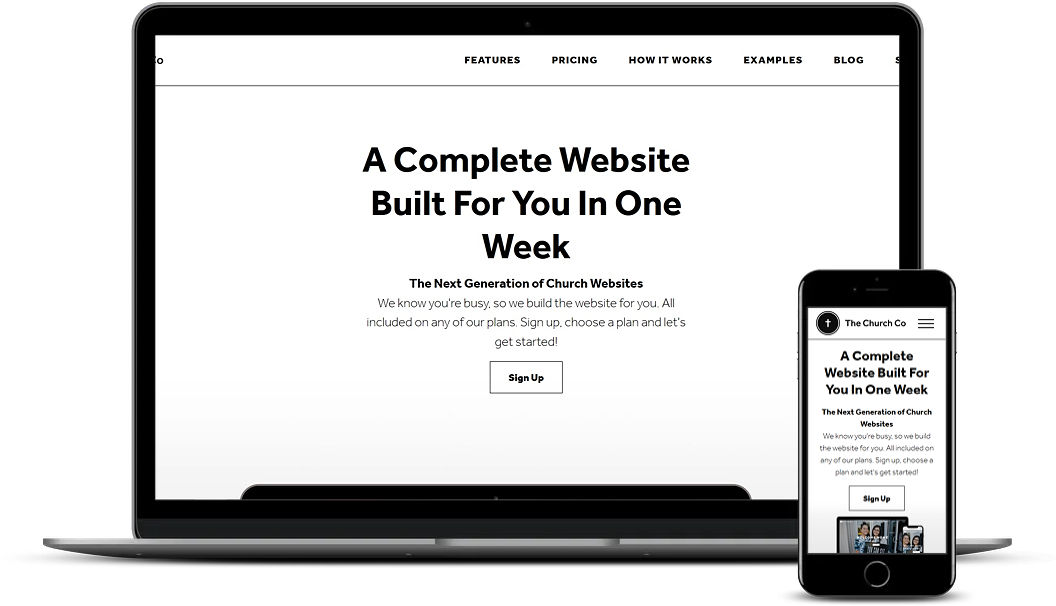 FEATURES PRICING HOW IT WORKS EXAMPLES BLOG
A Complete Website
Built For You In One
Week
The Next Generation of Church Websites
We know you're busy, so we build the website for you. All
included on any of our plans. Sign up, choose a plan and let's
get started!
Sign Up
The Church Co
A Complete
Website Built For
You In One Week
The Next Generation of Church
Websites
We know you're busy, so we build
the website for you. All included on
any of our plans. Sign up, choose a
plan and let's get started!
Sign Up